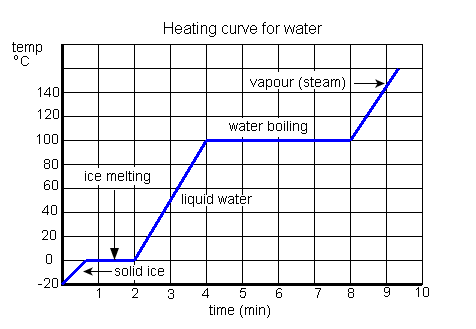 Heating curve for water
temp
°C
vapour (steam)
140
120
water boiling
100
80
ice melting
60
liquid water
40
20
0
solid ice
-20
1 2 3 4 5 6 7 8 9 10
time (min)